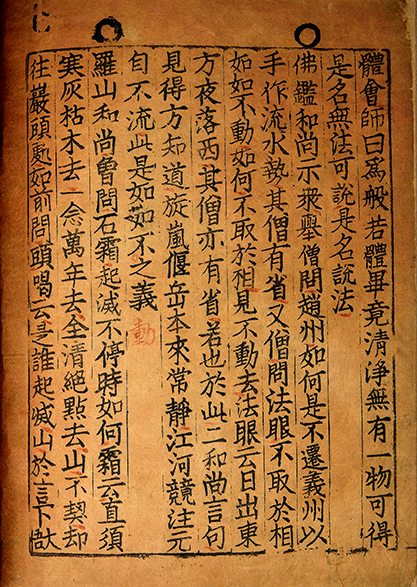 體會師曰爲般若體畢竟清淨無有一物可得
是名無法可說是名說法
佛鑑和尚示衆舉僧問趙州如何是不遷義州以
手作流水勢其僧有省又僧問法眼不取於相
如如不動如何不取於相見不動去法眼云日出東
方夜落西其僧亦有省若也於此二和尚言句
見得方知道旋嵐偃岳本來常靜江河競注元
自不流此是如如不之義
動
羅山和尚曾問石霜起滅不停時如何霜云直須
寒灰枯木去一念萬年去全清絕點去山不契却
往巖頭處如前問頭喝云是誰起滅山於言下